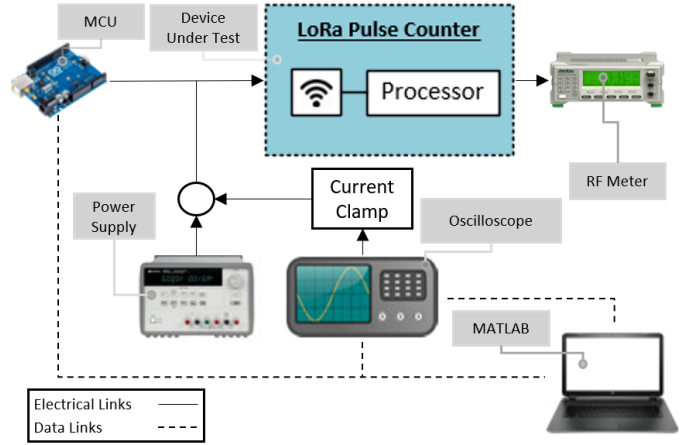 MCU
Device
Under Test
LoRa Pulse Counter
Processor
RF Meter
Current
Clamp
Power
Supply
Oscilloscope
MATLAB
Electrical Links
Data Links